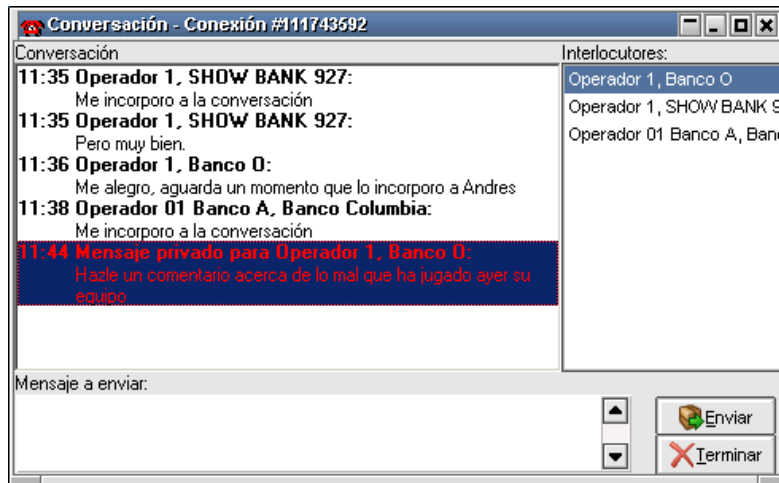 Conversación - Conexión #111743592
Conversación
Interlocutores:
11:35 Operador 1, SHOW BANK 927:
Me incorporo a la conversación
11:35 Operador 1, SHOW BANK 927:
Pero muy bien.
11:36 Operador 1, Banco O:
Me alegro, aguarda un momento que lo incorporo a Andres
11:38 Operador 01 Banco A, Banco Columbia:
Me incorporo a la conversación
11:44 Mensaje privado para Operador 1, Banco O:
Hazle un comentario acerca de lo mal que ha jugado ayer su
equipo
Operador 1, Banco O
Operador 1, SHOW BANK
Operador 01 Banco A,
Mensaje a enviar:
Enviar
Terminar